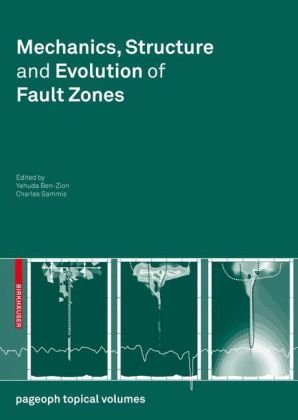 Mechanics, Structure
and Evolution of
Fault Zones
Edited by
Yehuda Ben-Zion
Charles Sammis
BIRKHÄUSER
pageoph topical volumes